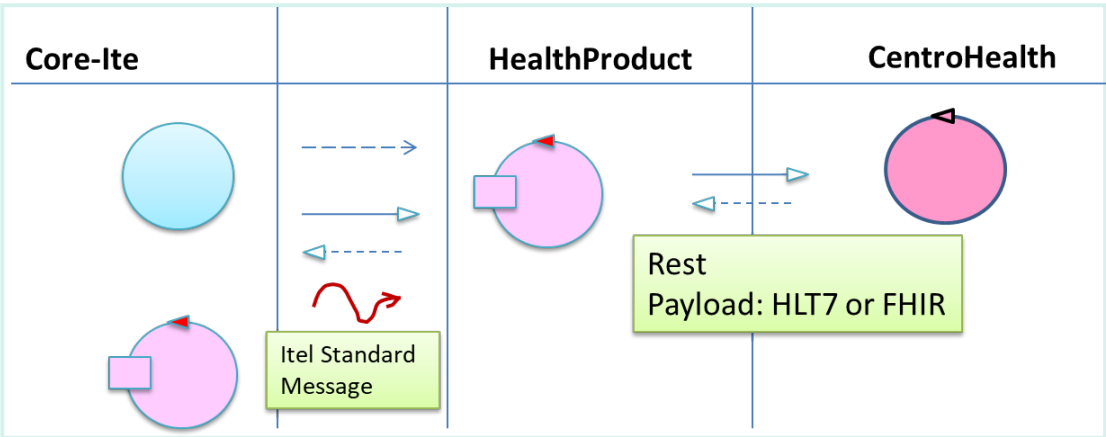 Core-Ite
HealthProduct
CentroHealth
Rest
Payload: HLT7 or FHIR
Itel Standard
Message